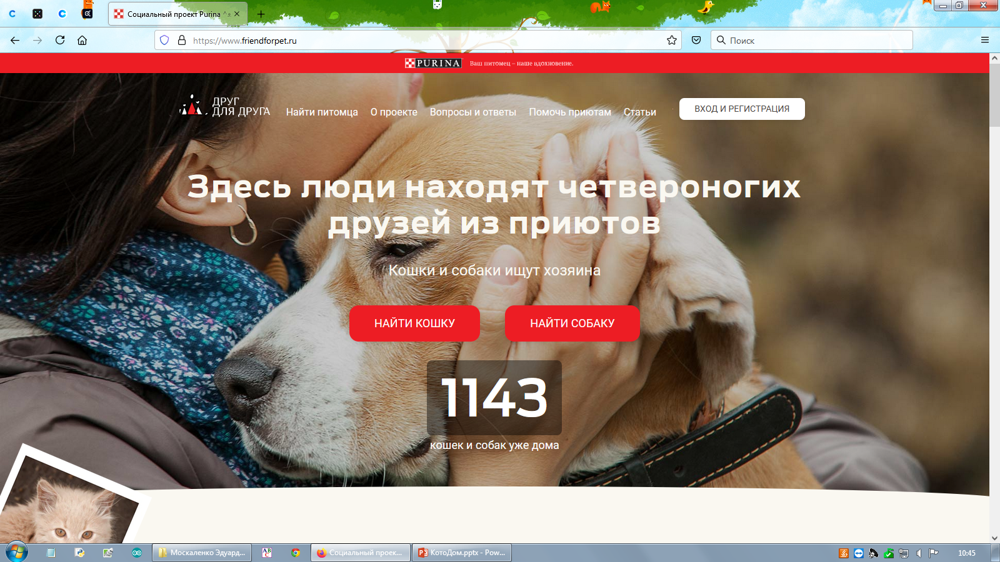 Социальный проект Purina
https://www.friendforpet.ru
Поиск
PURINA
Ваш питомец – наше вдохновение.
ДРУГ
ДЛЯ ДРУГА
Найти питомца
О проекте
Вопросы и ответы
Помочь приютам
Статьи
ВХОД И РЕГИСТРАЦИЯ
Здесь люди находят четвероногих
друзей из приютов
Кошки и собаки ищут хозяина
НАЙТИ КОШКУ
НАЙТИ СОБАКУ
1143
кошек и собак уже дома
Москаленко Эдуард...
Социальный проек...
КотоДом.pptx - Pow...
10:45